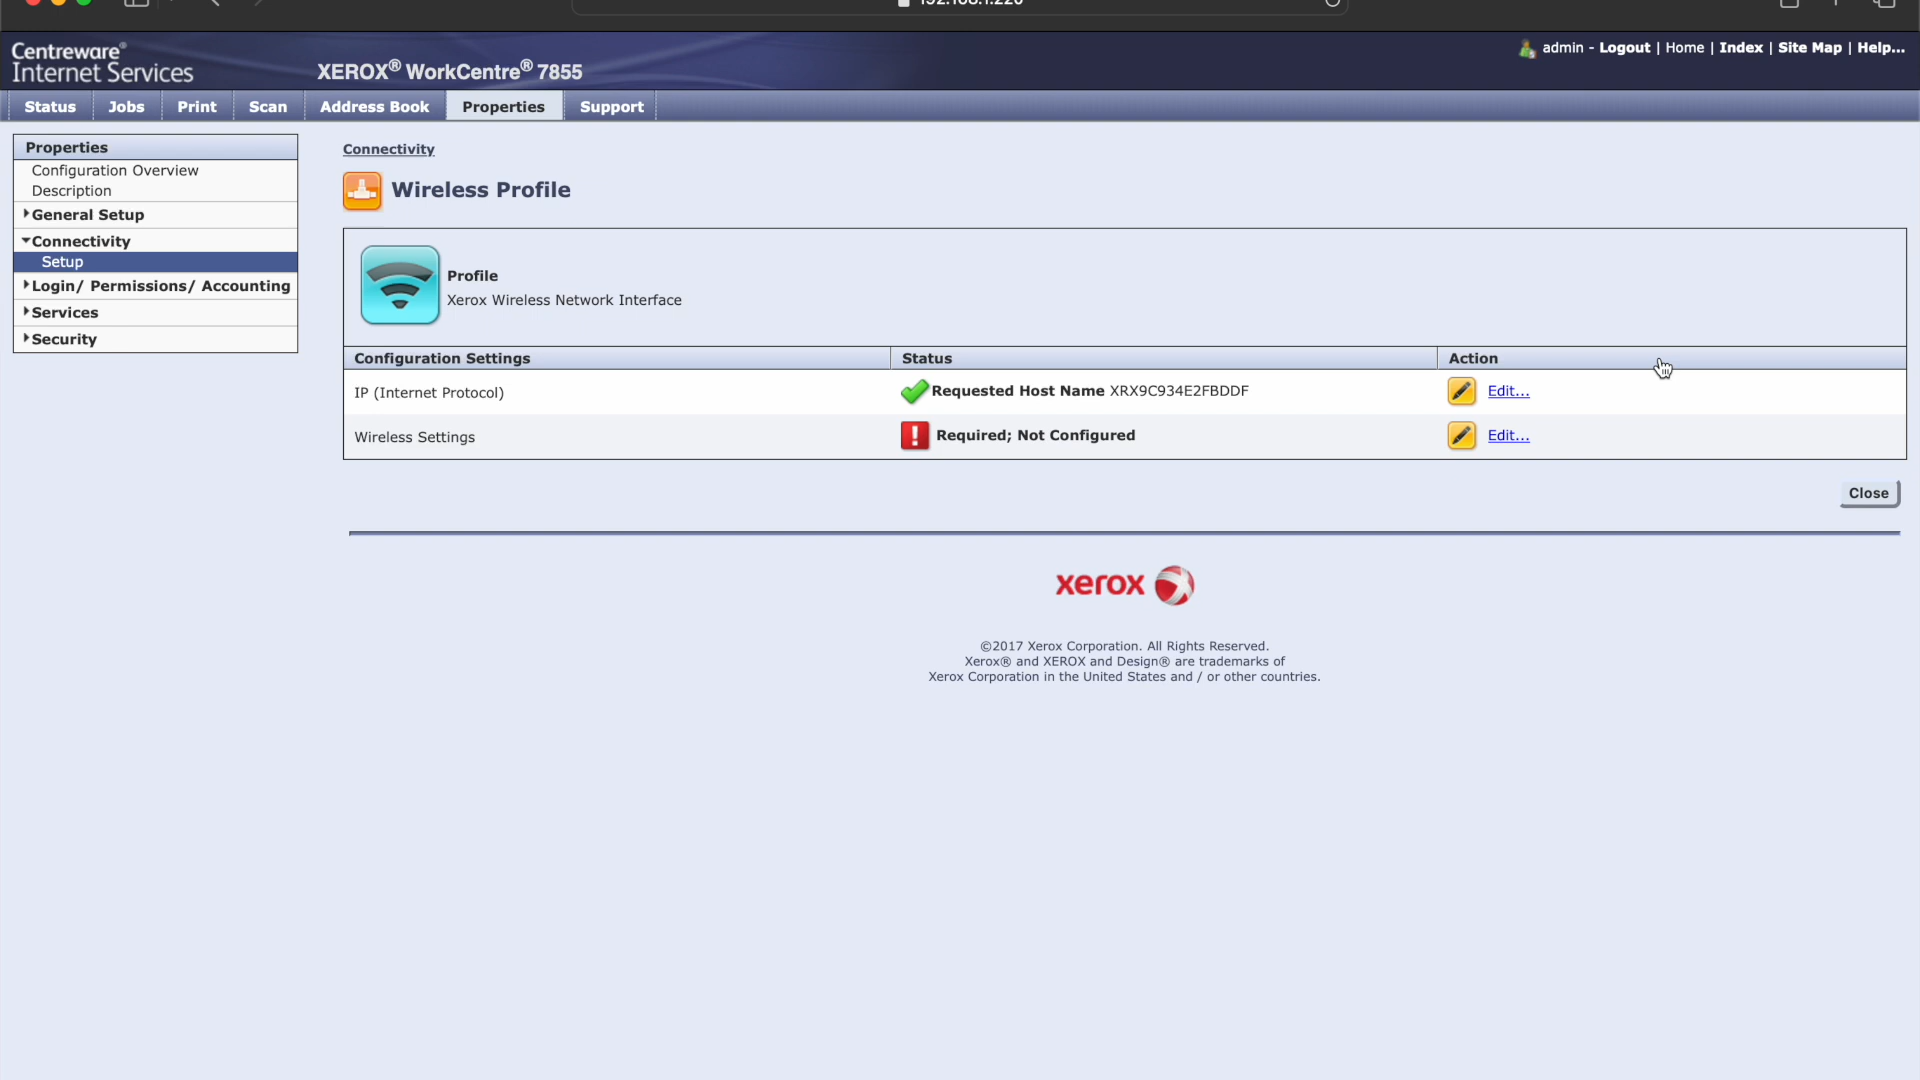 Centreware®
Internet Services
XEROX® WorkCentre® 7855
admin - Logout | Home | Index | Site Map | Help...
Status
Jobs
Print
Scan
Address Book
Properties
Support
Properties
Configuration Overview
Description
General Setup
Connectivity
Setup
Login/ Permissions/ Accounting
Services
Security
Connectivity
Wireless Profile
Profile
Xerox Wireless Network Interface
Configuration Settings
Status
Action
IP (Internet Protocol)
Requested Host Name XRX9C934E2FBDDF
Edit...
Wireless Settings
Required; Not Configured
Edit...
Close
xerox
©2017 Xerox Corporation. All Rights Reserved.
Xerox® and XEROX and Design® are trademarks of
Xerox Corporation in the United States and / or other countries.